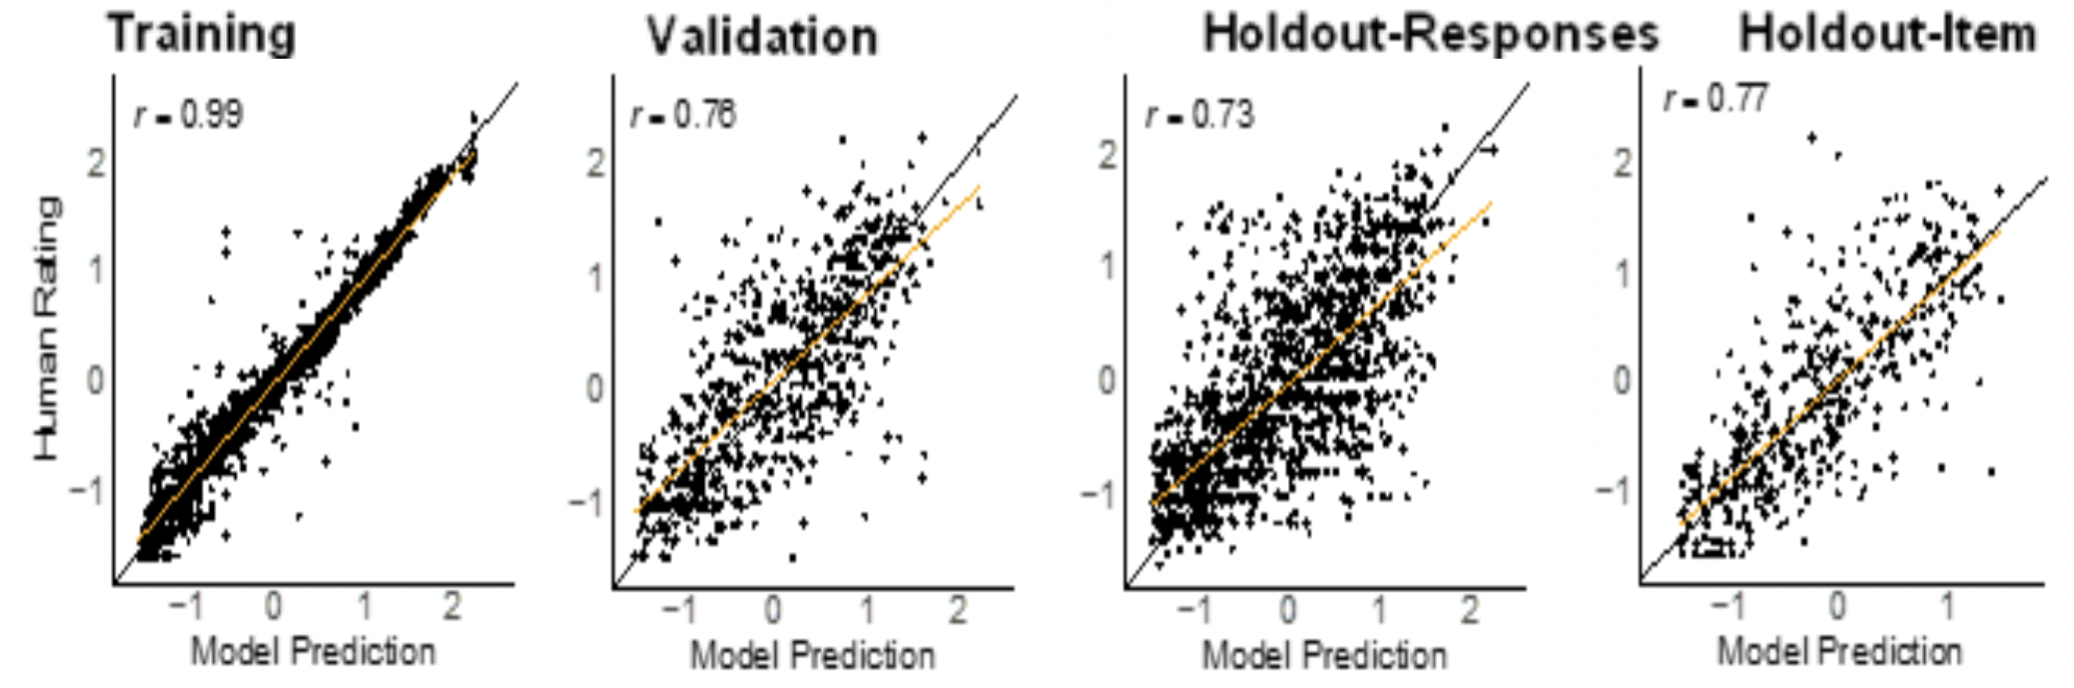 Training
Validation
Holdout-Responses
Holdout-Item
Human Rating
r = 0.99
2
1
0
−1
−1 0 1 2
Model Prediction
r =
2
1
0
−1
−1 0 1 2
Model Prediction
r = 0.73
2
1
0
−1
−1 0 1 2
Model Prediction
r = 0.77
2
1
0
−1
−1 0 1
Model Prediction